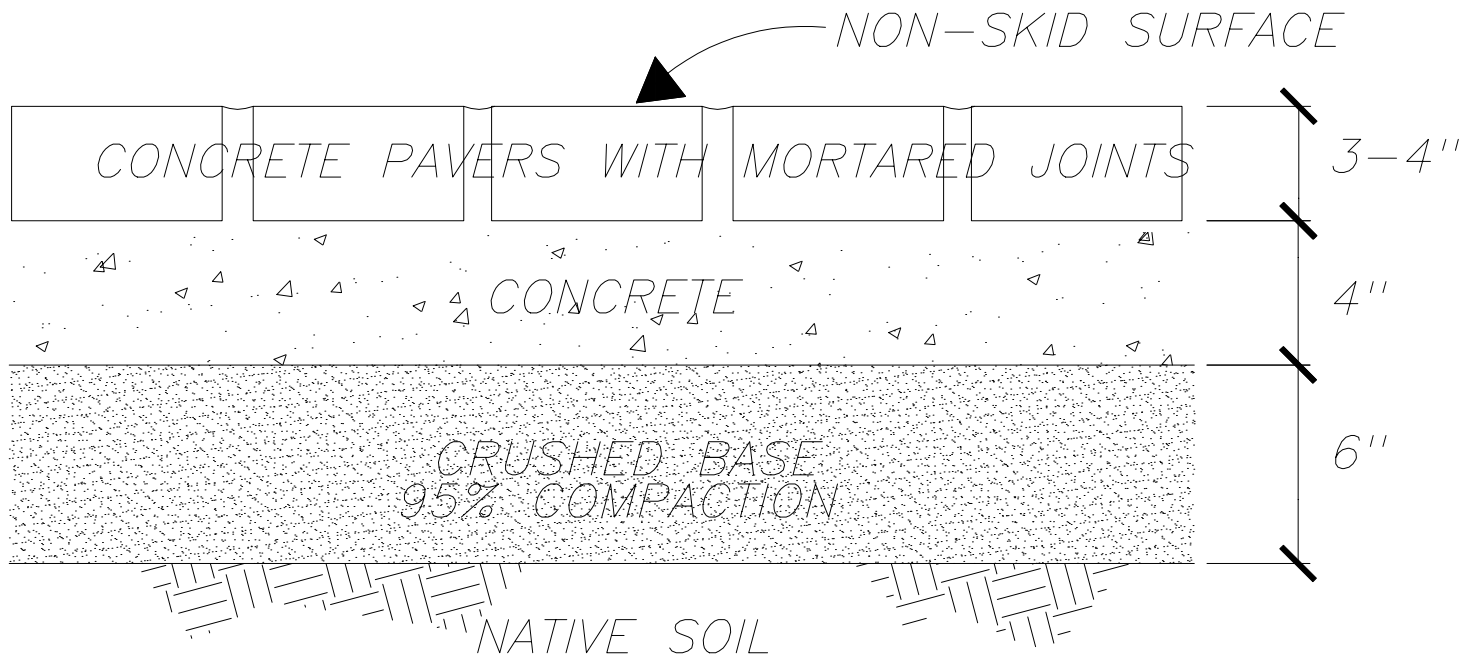 NON-SKID SURFACE
CONCRETE PAVERS WITH MORTARED JOINTS
3-4"
CONCRETE
4"
CRUSHED BASE
95% COMPACTION
6"
NATIVE SOIL